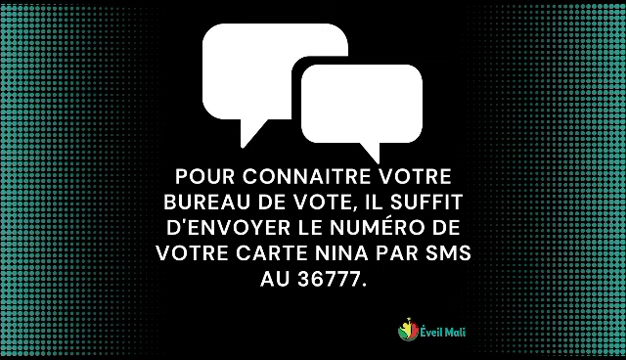 POUR CONNAITRE VOTRE
BUREAU DE VOTE, IL SUFFIT
D'ENVOYER LE NUMÉRO DE
VOTRE CARTE NINA PAR SMS
AU 36777.
Éveil Mali